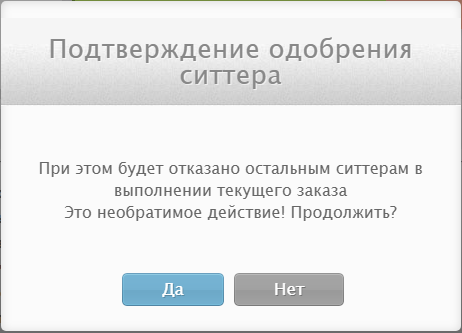 Подтверждение одобрения
ситтера
При этом будет отказано остальным ситтерам в
выполнении текущего заказа
Это необратимое действие! Продолжить?
Да
Нет